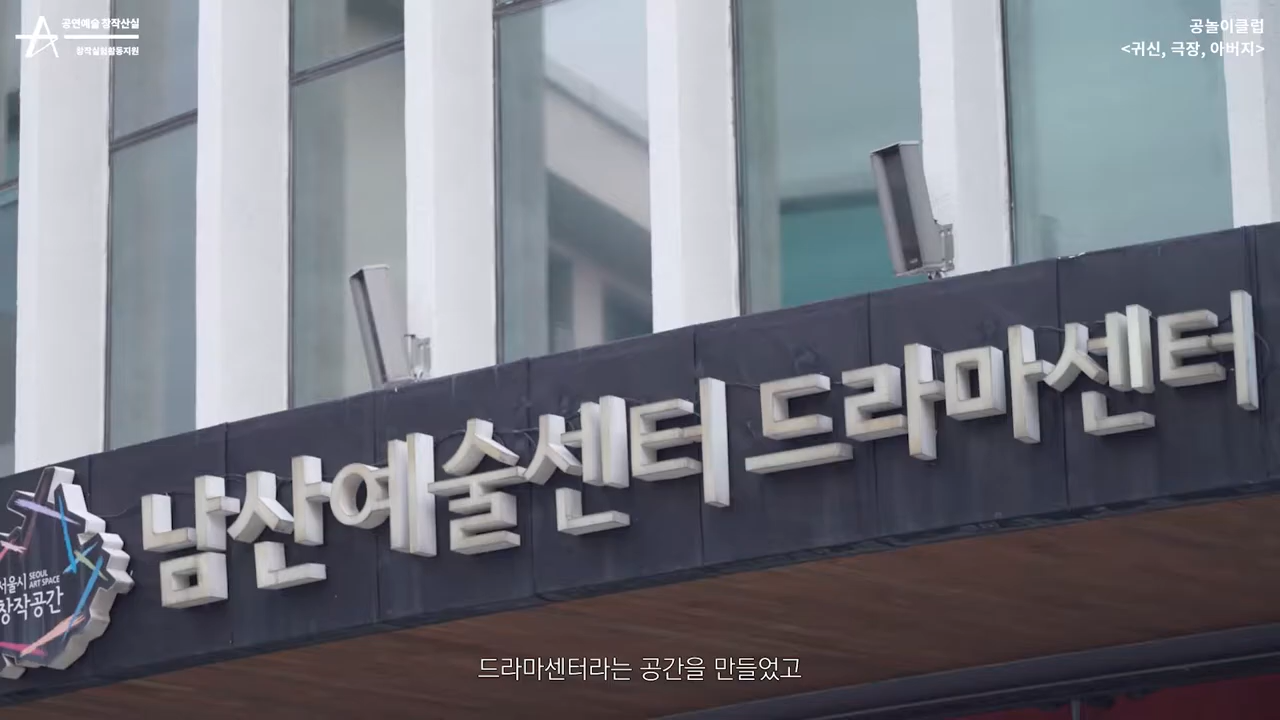 공연예술 창작산실
창작실험활동지원
공놀이클럽
<귀신, 극장, 아버지>
남산예술센터 드라마센터
서울시 SEOUL
ART SPACE
창작공간
드라마센터라는 공간을 만들었고